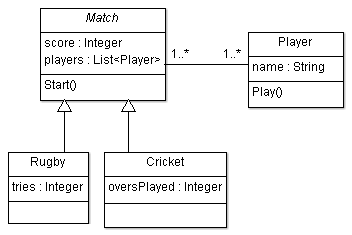 Match
score : Integer
players : List<Player>
Start()
1..*
1..*
Player
name : String
Play()
Rugby
tries : Integer
Cricket
oversPlayed : Integer